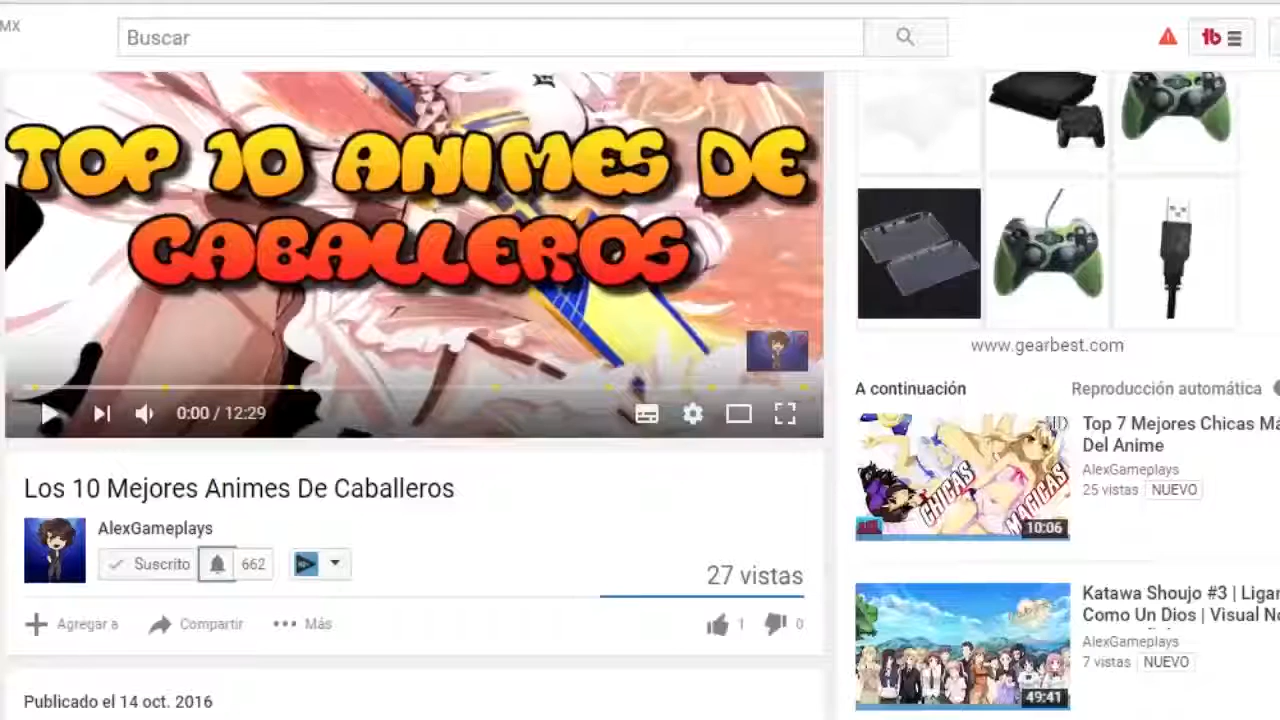 MX
Buscar
TOP 10 ANIMES DE
CABALLEROS
0:00 / 12:29
Los 10 Mejores Animes De Caballeros
AlexGameplays
Suscrito
662
27 vistas
Agregar a
Compartir
Más
1
0
Publicado el 14 oct. 2016
www.gearbest.com
A continuación
Reproducción automática
CHICAS
MÁGICAS
10:06
Top 7 Mejores Chicas Má
Del Anime
AlexGameplays
25 vistas
NUEVO
49:41
Katawa Shoujo #3 | Ligar
Como Un Dios | Visual No
AlexGameplays
7 vistas
NUEVO